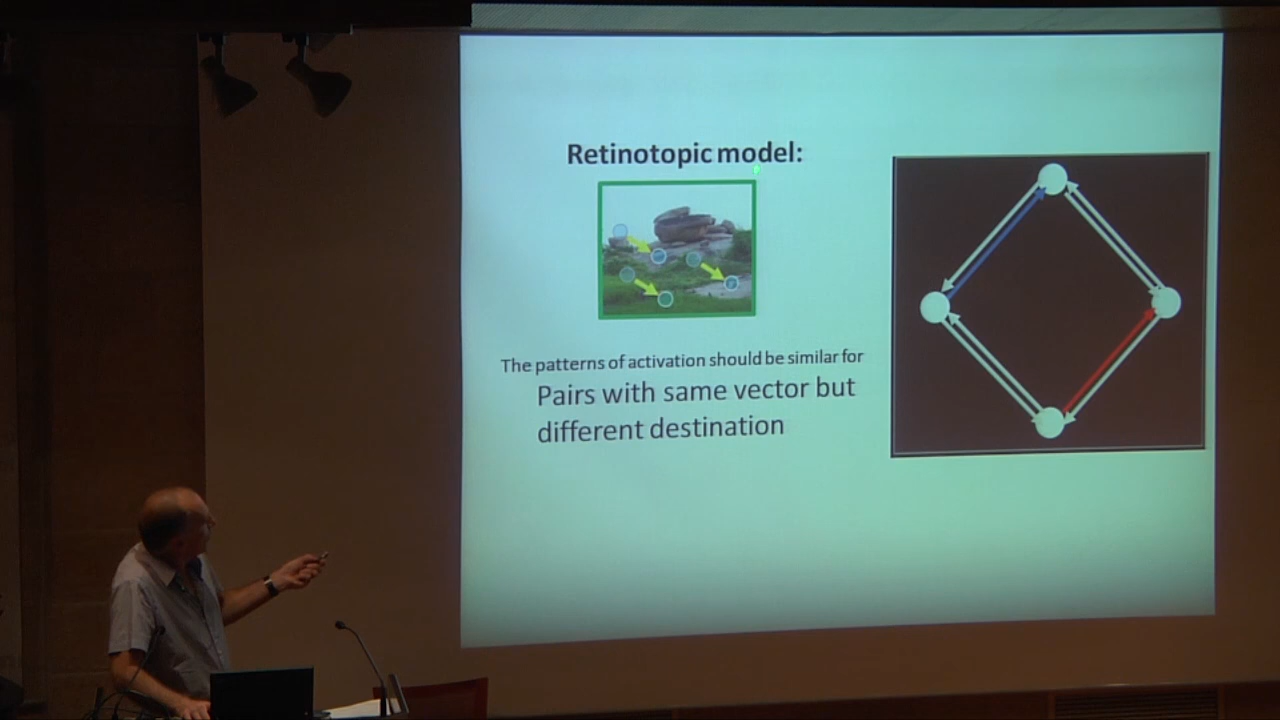 Retinotopic model:
The patterns of activation should be similar for
Pairs with same vector but
different destination